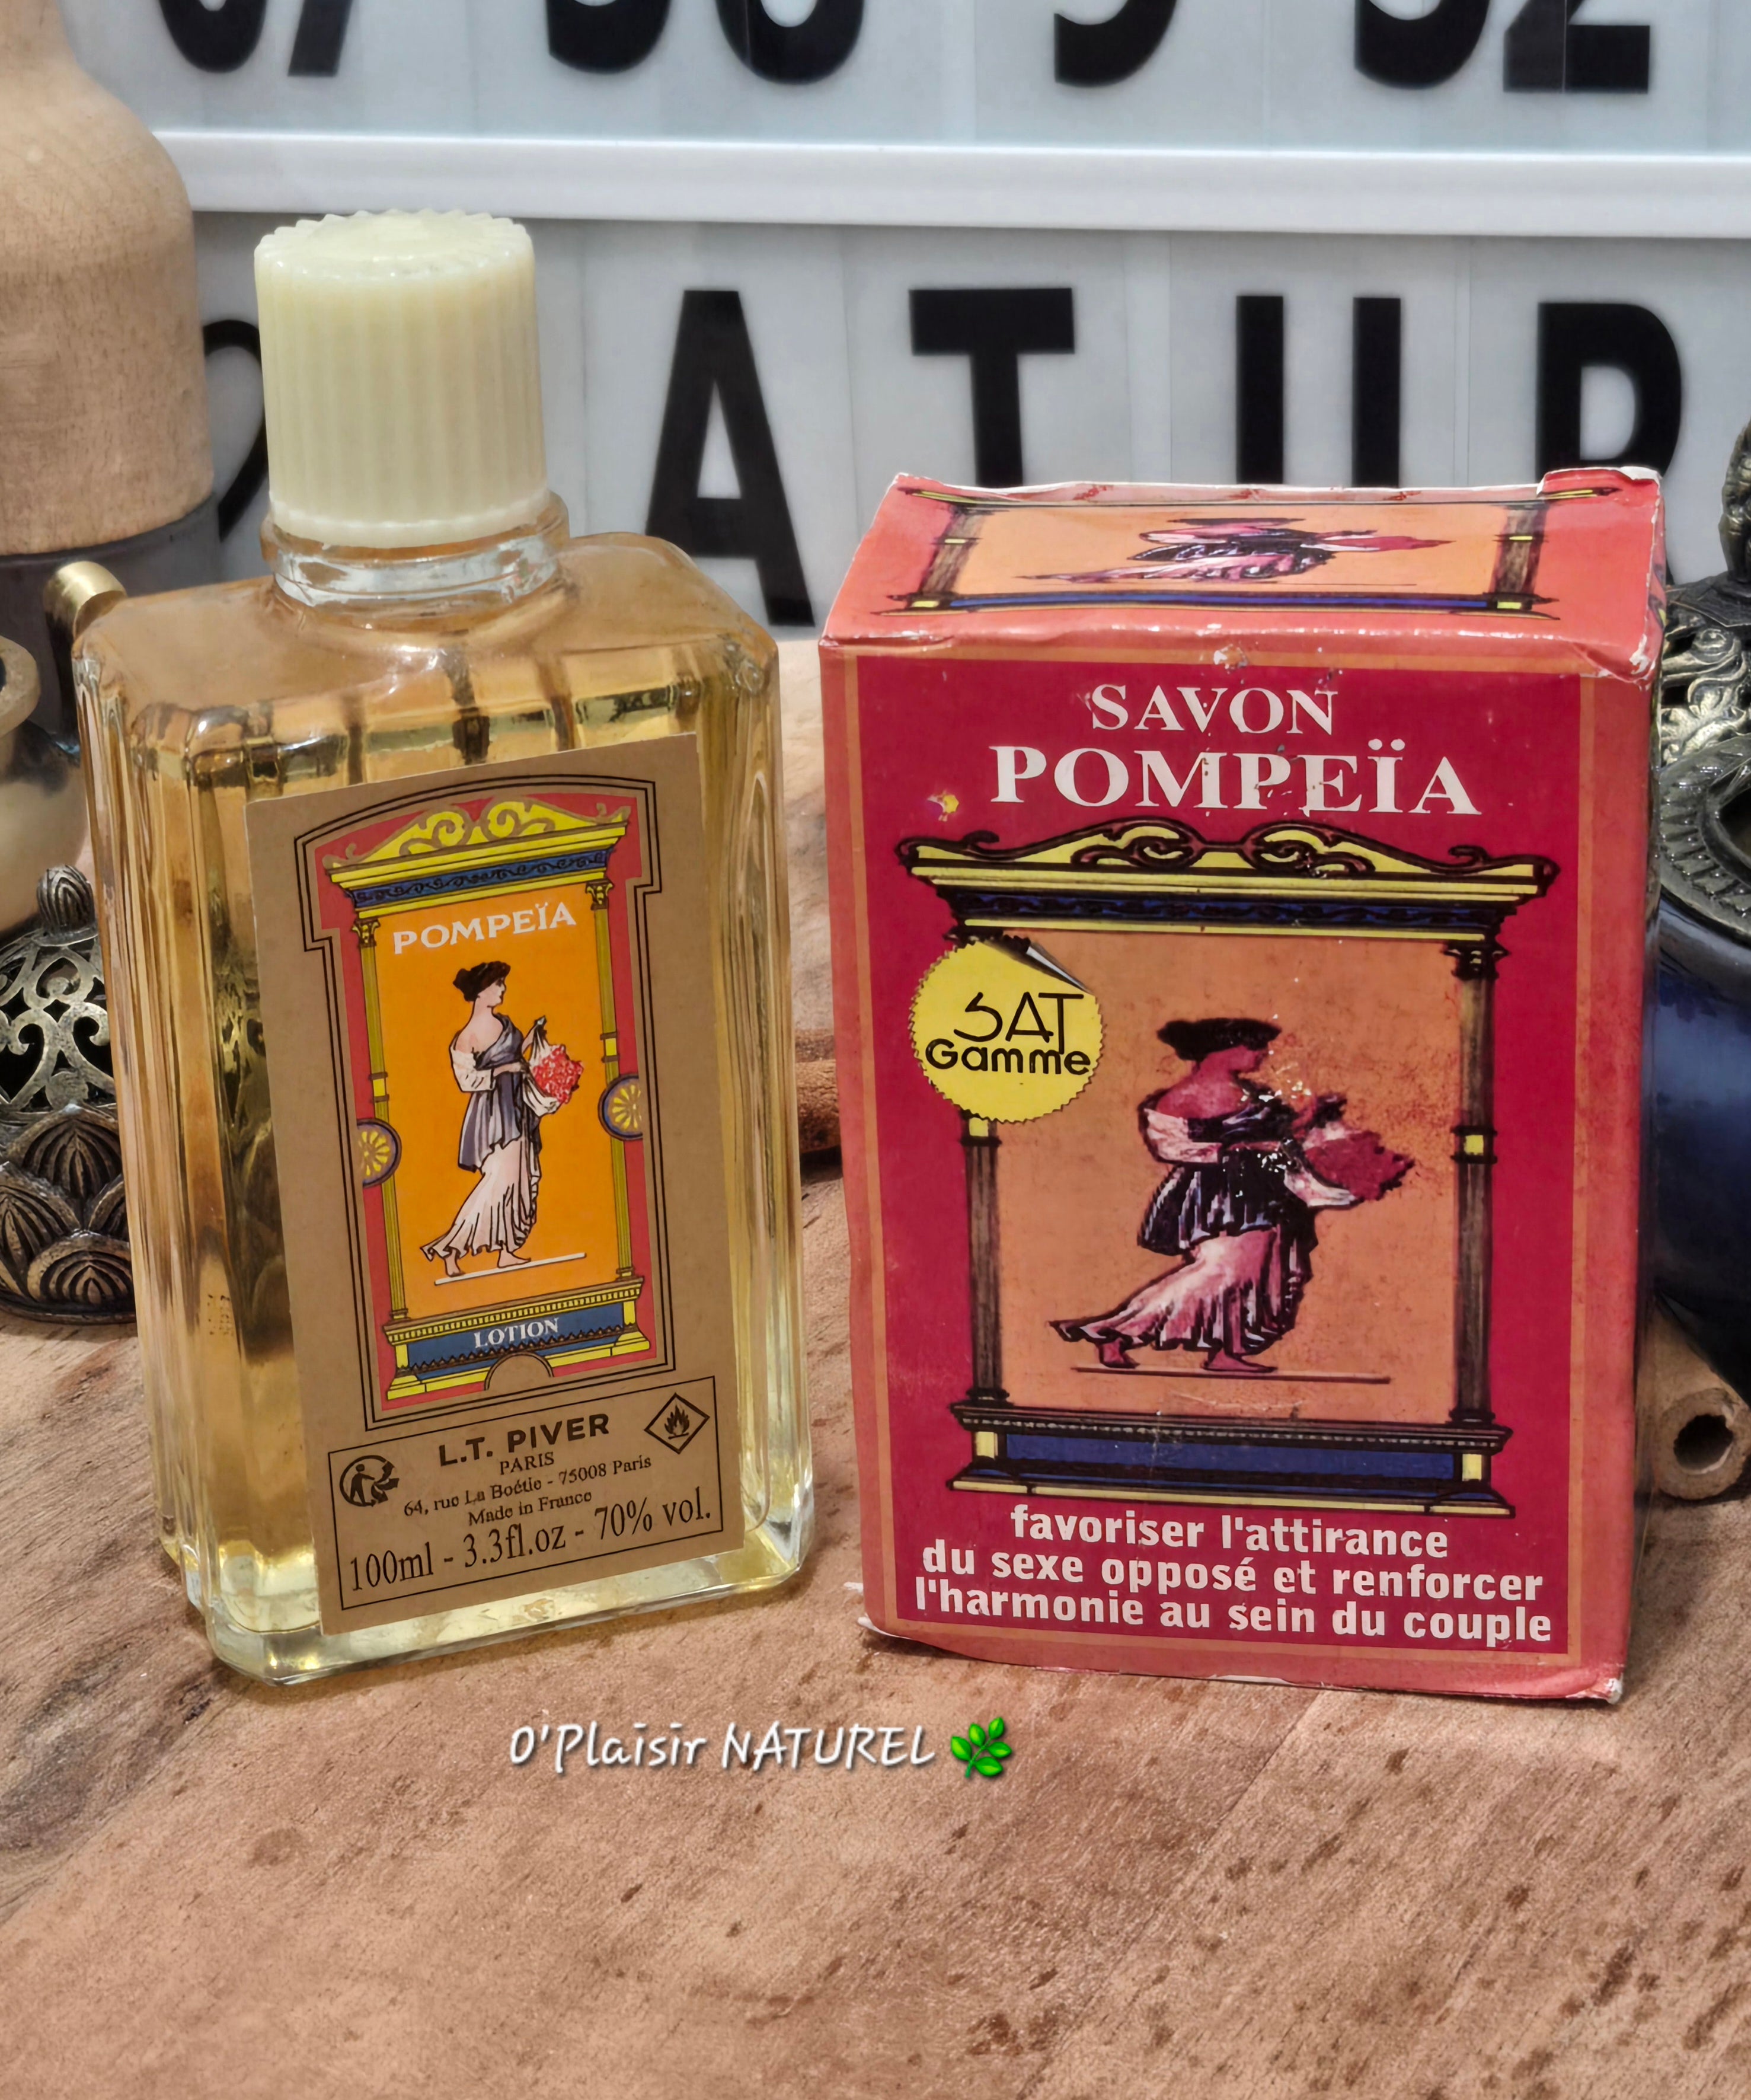 ATUR
POMPEÏA
LOTION
L.T. PIVER
PARIS
64, rue La Boétie - 75008 Paris
Made in France
100ml - 3.3fl.oz - 70% vol.
SAVON
POMPEÏA
SAT
Gamme
favoriser l'attirance
du sexe opposé et renforcer
l'harmonie au sein du couple
O'Plaisir NATUREL